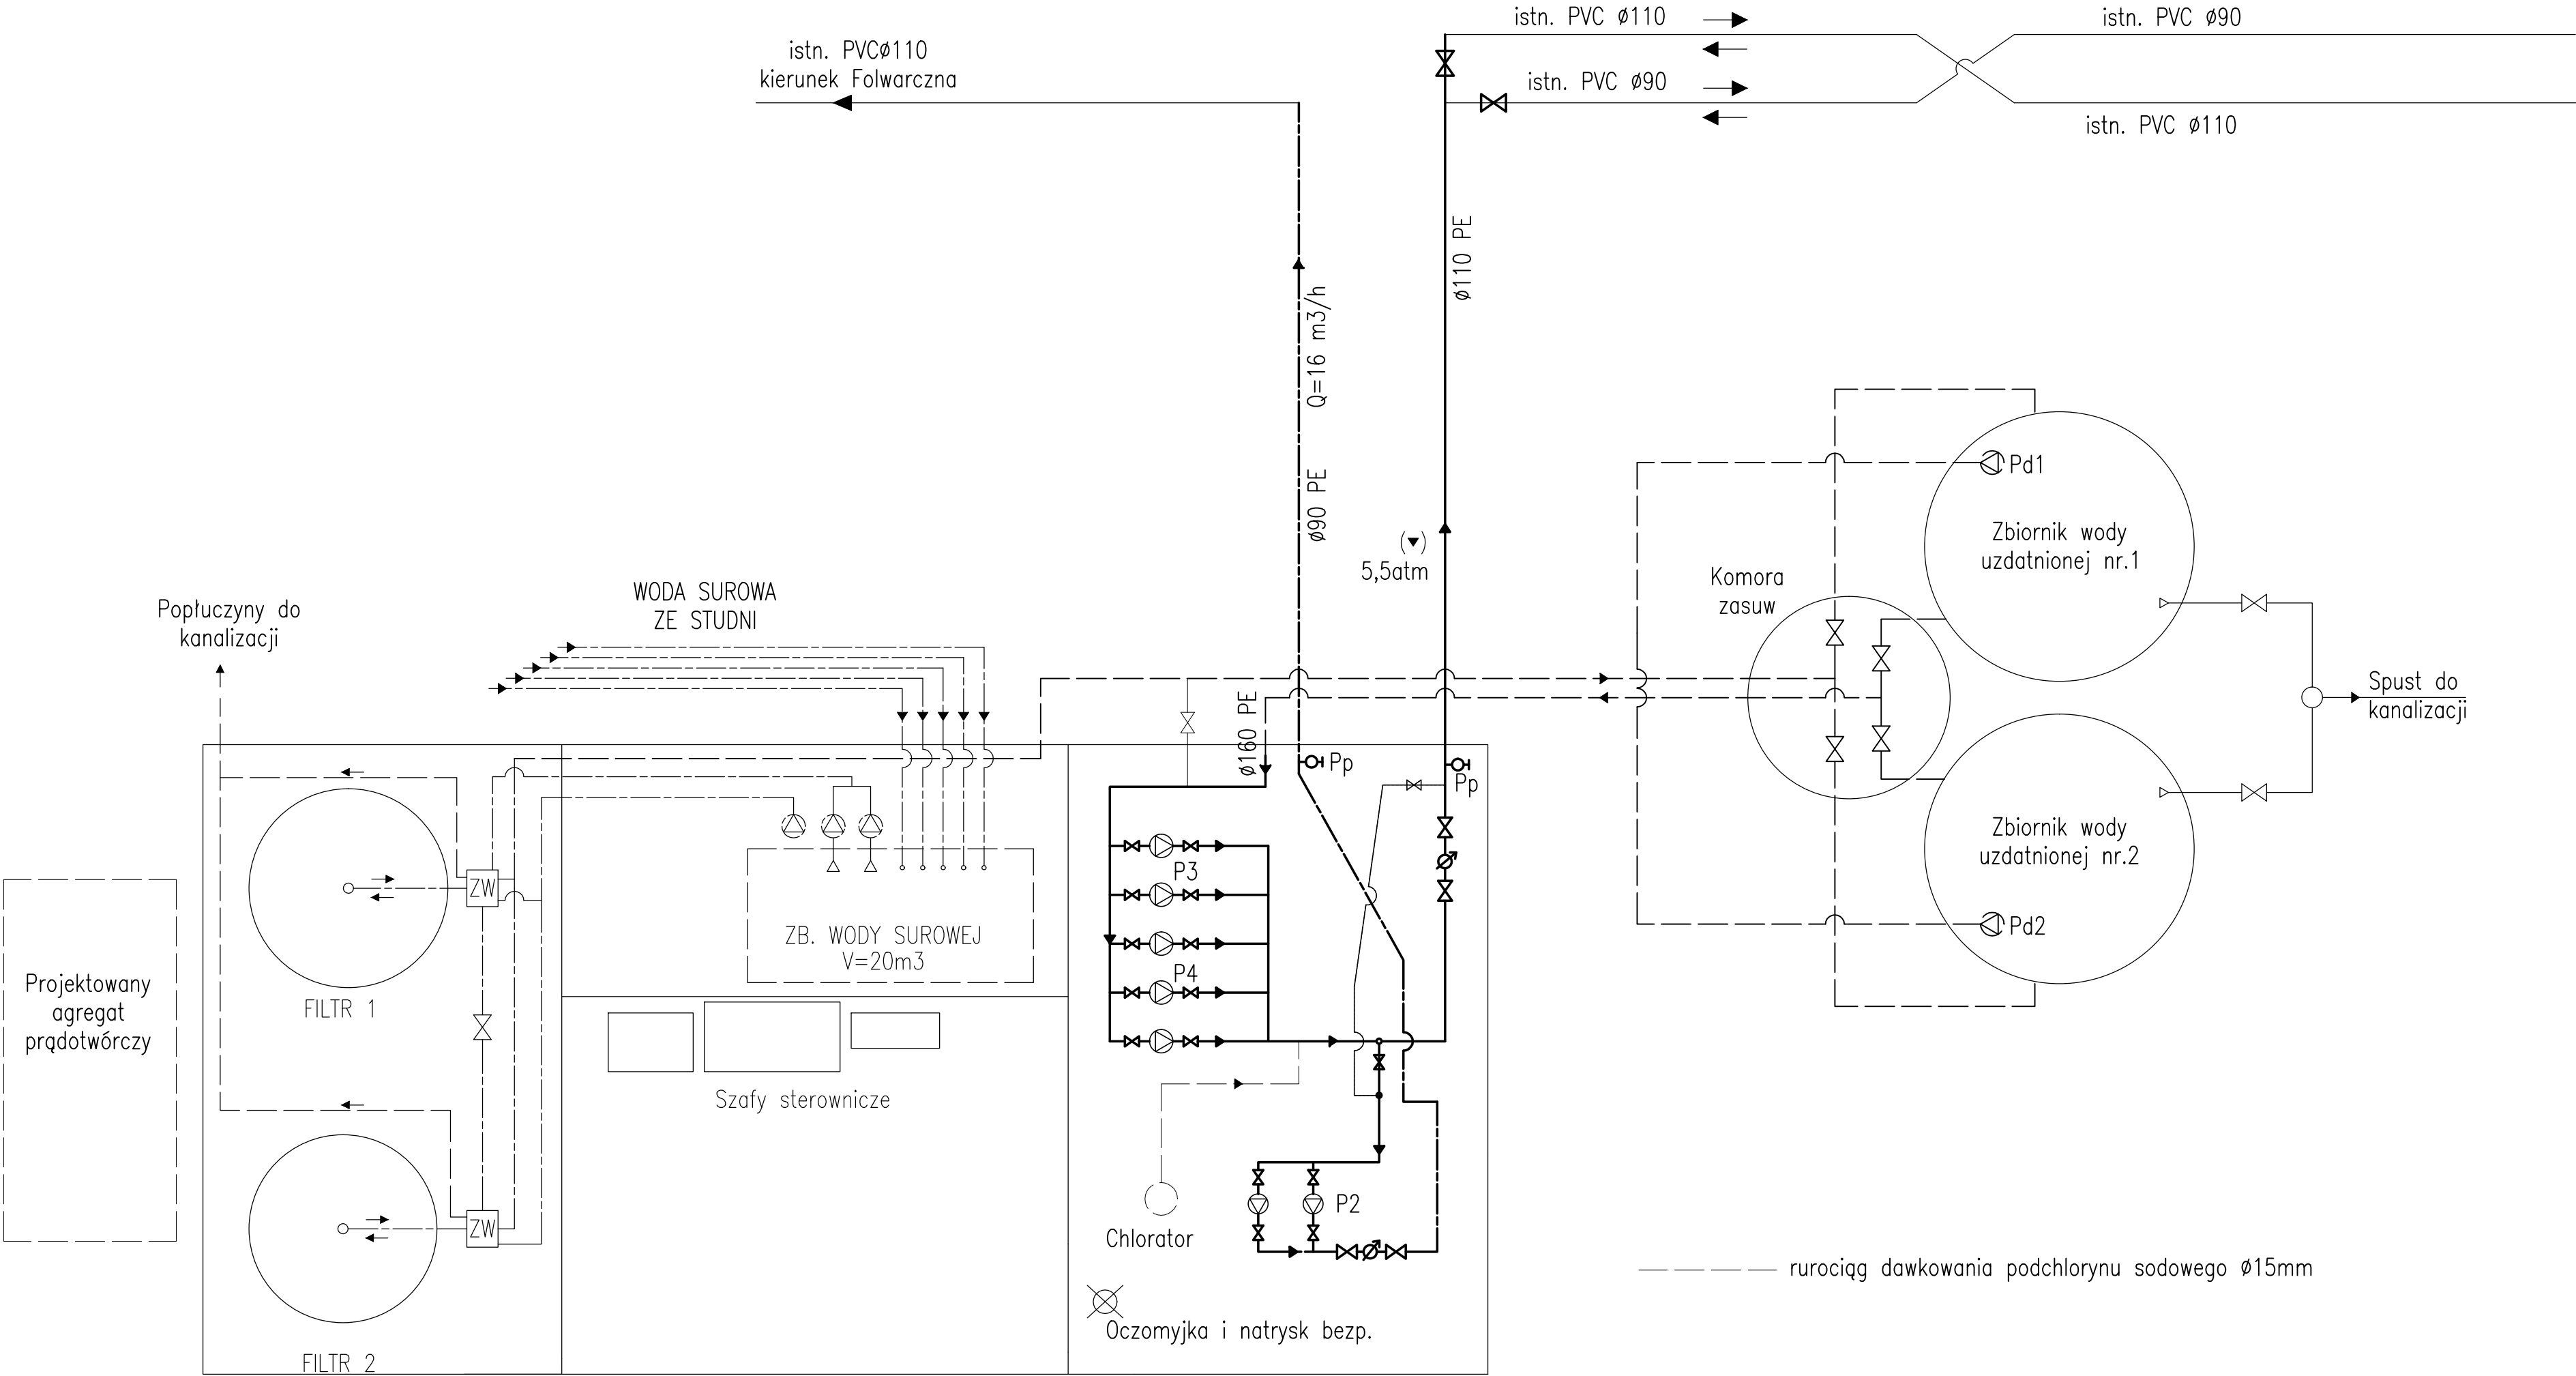 istn. PVC ø110
istn. PVC ø90
istn. PVCø110
kierunek Folwarczna
istn. PVC ø90
istn. PVC ø110
ø110 PE
Q=16 m3/h
ø90 PE
Pd1
Zbiornik wody
uzdatnionej nr.1
5,5atm
Komora
zasuw
WODA SUROWA
ZE STUDNI
Popłuczyny do
kanalizacji
Spust do
kanalizacji
ø160 PE
Pp
Pp
Zbiornik wody
uzdatnionej nr.2
P3
ZW
Pd2
ZB. WODY SUROWEJ
V=20m3
P4
Projektowany
agregat
prądotwórczy
FILTR 1
Szafy sterownicze
P2
ZW
Chlorator
rurociąg dawkowania podchlorynu sodowego ø15mm
Oczomyjka i natrysk bezp.
FILTR 2